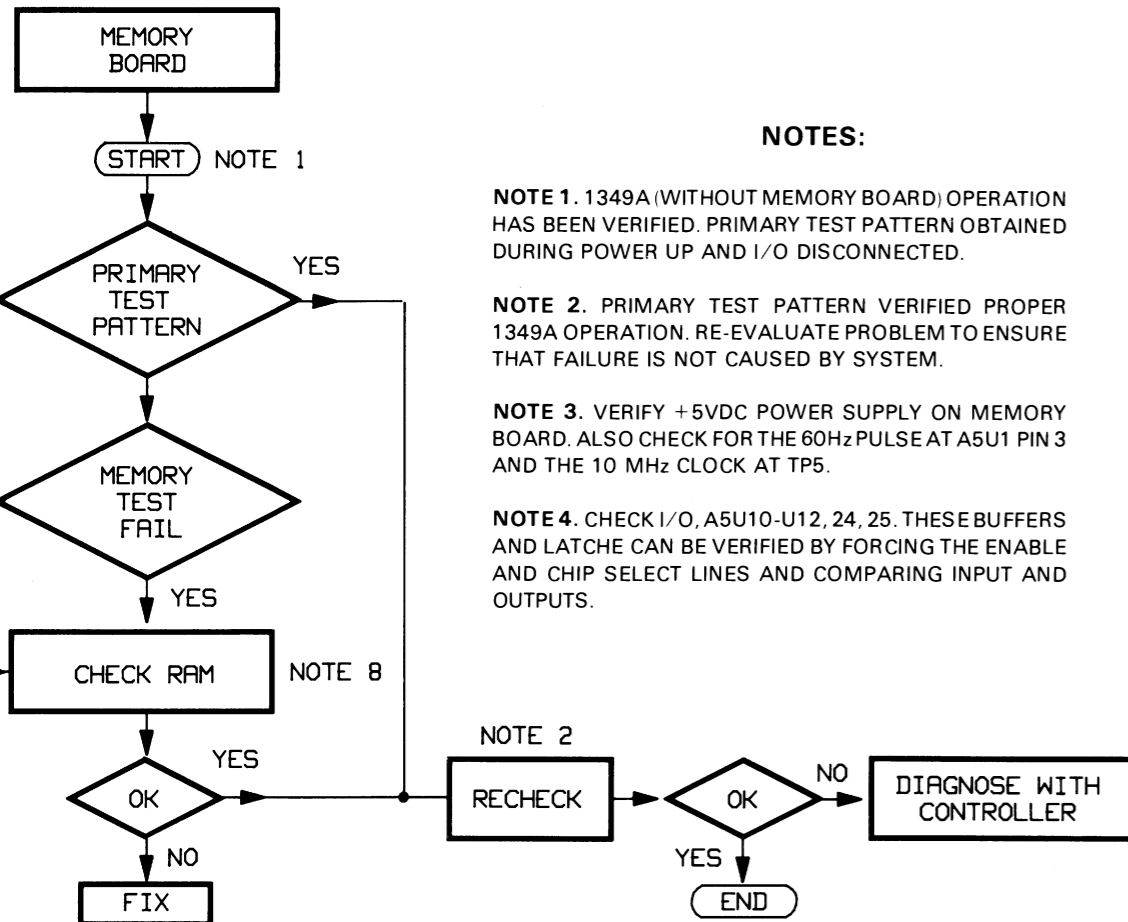 MEMORY
BOARD
START
NOTE 1
PRIMARY
TEST
PATTERN
YES
MEMORY
TEST
FAIL
YES
CHECK RAM
NOTE 8
OK
YES
NO
FIX
NOTE 2
RECHECK
OK
NO
DIAGNOSE WITH
CONTROLLER
YES
END
NOTES:
NOTE 1. 1349A (WITHOUT MEMORY BOARD) OPERATION
HAS BEEN VERIFIED. PRIMARY TEST PATTERN OBTAINED
DURING POWER UP AND I/O DISCONNECTED.
NOTE 2. PRIMARY TEST PATTERN VERIFIED PROPER
1349A OPERATION. RE-EVALUATE PROBLEM TO ENSURE
THAT FAILURE IS NOT CAUSED BY SYSTEM.
NOTE 3. VERIFY +5VDC POWER SUPPLY ON MEMORY
BOARD. ALSO CHECK FOR THE 60Hz PULSE AT A5U1 PIN 3
AND THE 10 MHz CLOCK AT TP5.
NOTE 4. CHECK I/O, A5U10-U12, 24, 25. THESE BUFFERS
AND LATCHE CAN BE VERIFIED BY FORCING THE ENABLE
AND CHIP SELECT LINES AND COMPARING INPUT AND
OUTPUTS.